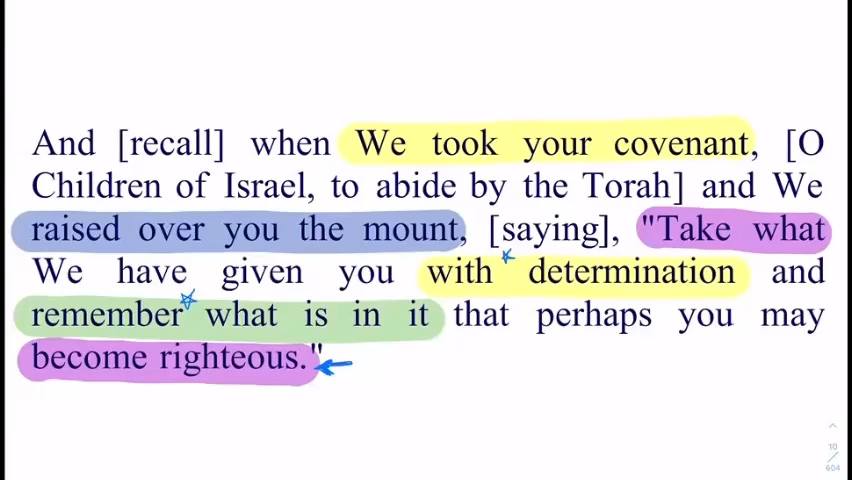 And [recall] when We took your covenant, [O
Children of Israel, to abide by the Torah] and We
raised over you the mount, [saying], "Take what
We have given you with determination and
remember what is in it that perhaps you may
become righteous."
10
604